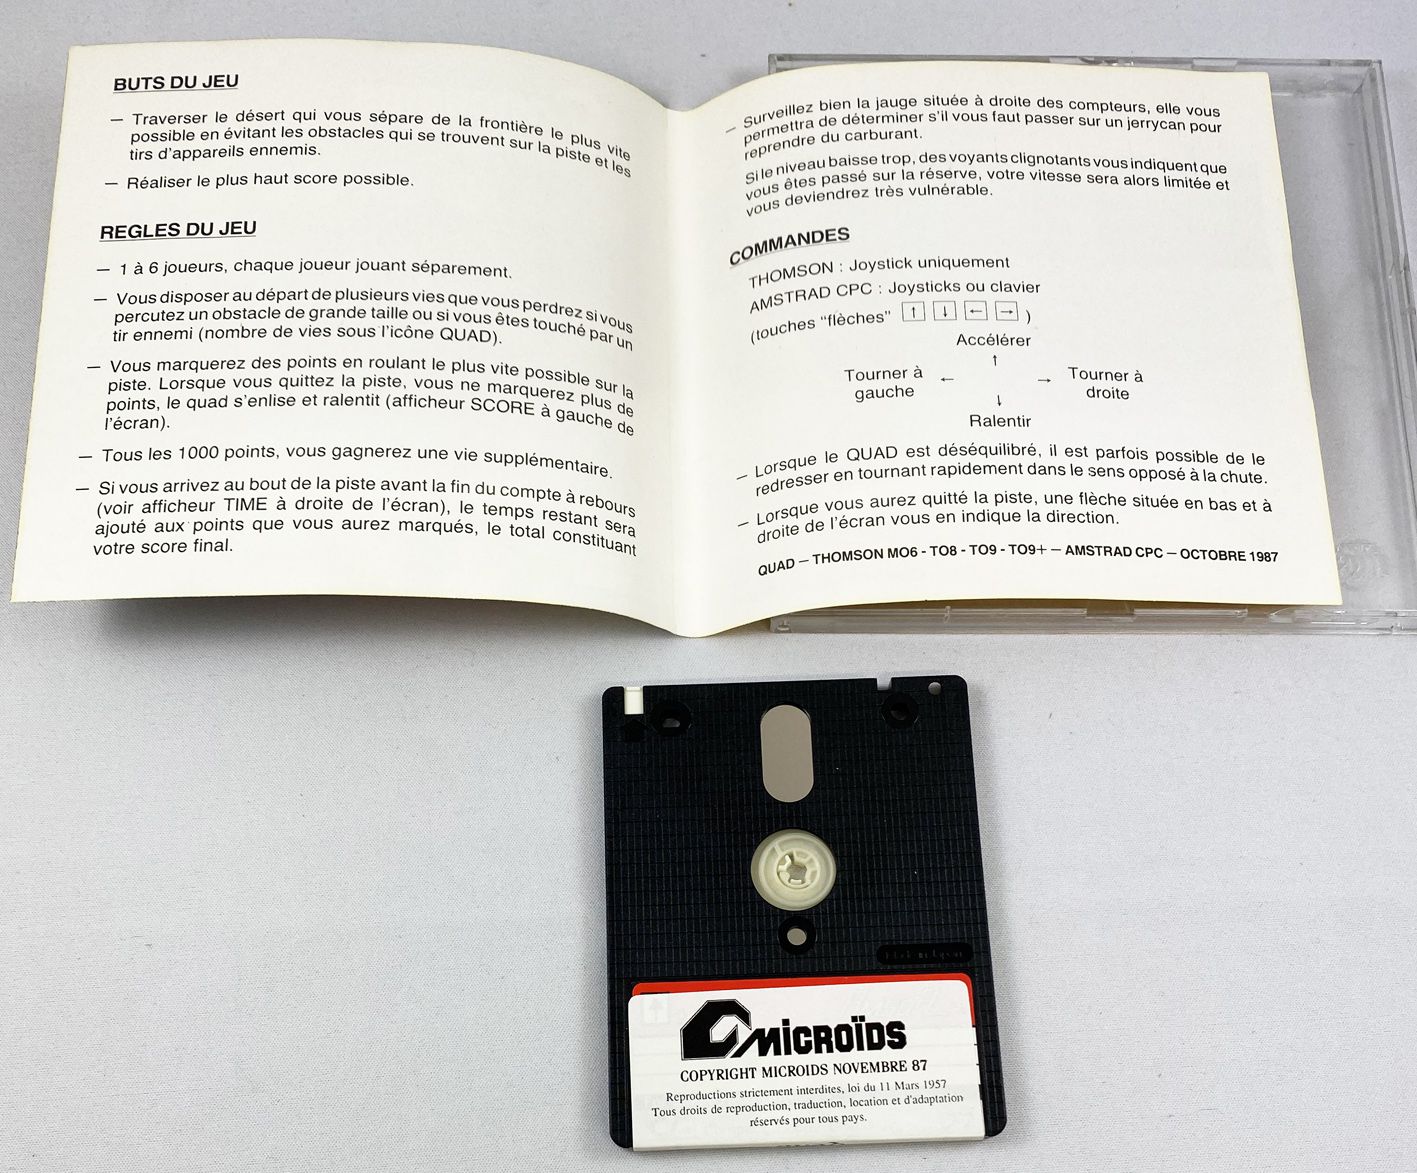 BUTS DU JEU
— Traverser le désert qui vous sépare de la frontière le plus vite
possible en évitant les obstacles qui se trouvent sur la piste et les
tirs d'appareils ennemis.
— Réaliser le plus haut score possible.
REGLES DU JEU
— 1 à 6 joueurs, chaque joueur jouant séparement.
— Vous disposer au départ de plusieurs vies que vous perdrez si vous
percutez un obstacle de grande taille ou si vous êtes touché par un
tir ennemi (nombre de vies sous l'icône QUAD).
— Vous marquerez des points en roulant le plus vite possible sur la
piste. Lorsque vous quittez la piste, vous ne marquerez plus de
points, le quad s'enlise et ralentit (afficheur SCORE à gauche de
l'écran).
— Tous les 1000 points, vous gagnerez une vie supplémentaire.
— Si vous arrivez au bout de la piste avant la fin du compte à rebours
(voir afficheur TIME à droite de l'écran), le temps restant sera
ajouté aux points que vous aurez marqués, le total constituant
votre score final.
— Surveillez bien la jauge située à droite des compteurs, elle vous
permettra de déterminer s'il vous faut passer sur un jerrycan pour
reprendre du carburant.
Si le niveau baisse trop, des voyants clignotants vous indiquent que
vous êtes passé sur la réserve, votre vitesse sera alors limitée et
vous deviendrez très vulnérable.
COMMANDES
THOMSON : Joystick uniquement
AMSTRAD CPC : Joysticks ou clavier
(touches "flèches" ↑ ↓ ← → )
Accélérer
↑
Tourner à
gauche ← → Tourner à
droite
↓
Ralentir
— Lorsque le QUAD est déséquilibré, il est parfois possible de le
redresser en tournant rapidement dans le sens opposé à la chute.
— Lorsque vous aurez quitté la piste, une flèche située en bas et à
droite de l'écran vous en indique la direction.
QUAD — THOMSON MO6 - TO8 - TO9 - TO9+ — AMSTRAD CPC — OCTOBRE 1987
MICROÏDS
COPYRIGHT MICROIDS NOVEMBRE 87
Reproductions strictement interdites, loi du 11 Mars 1957
Tous droits de reproduction, traduction, location et d'adaptation
réservés pour tous pays.